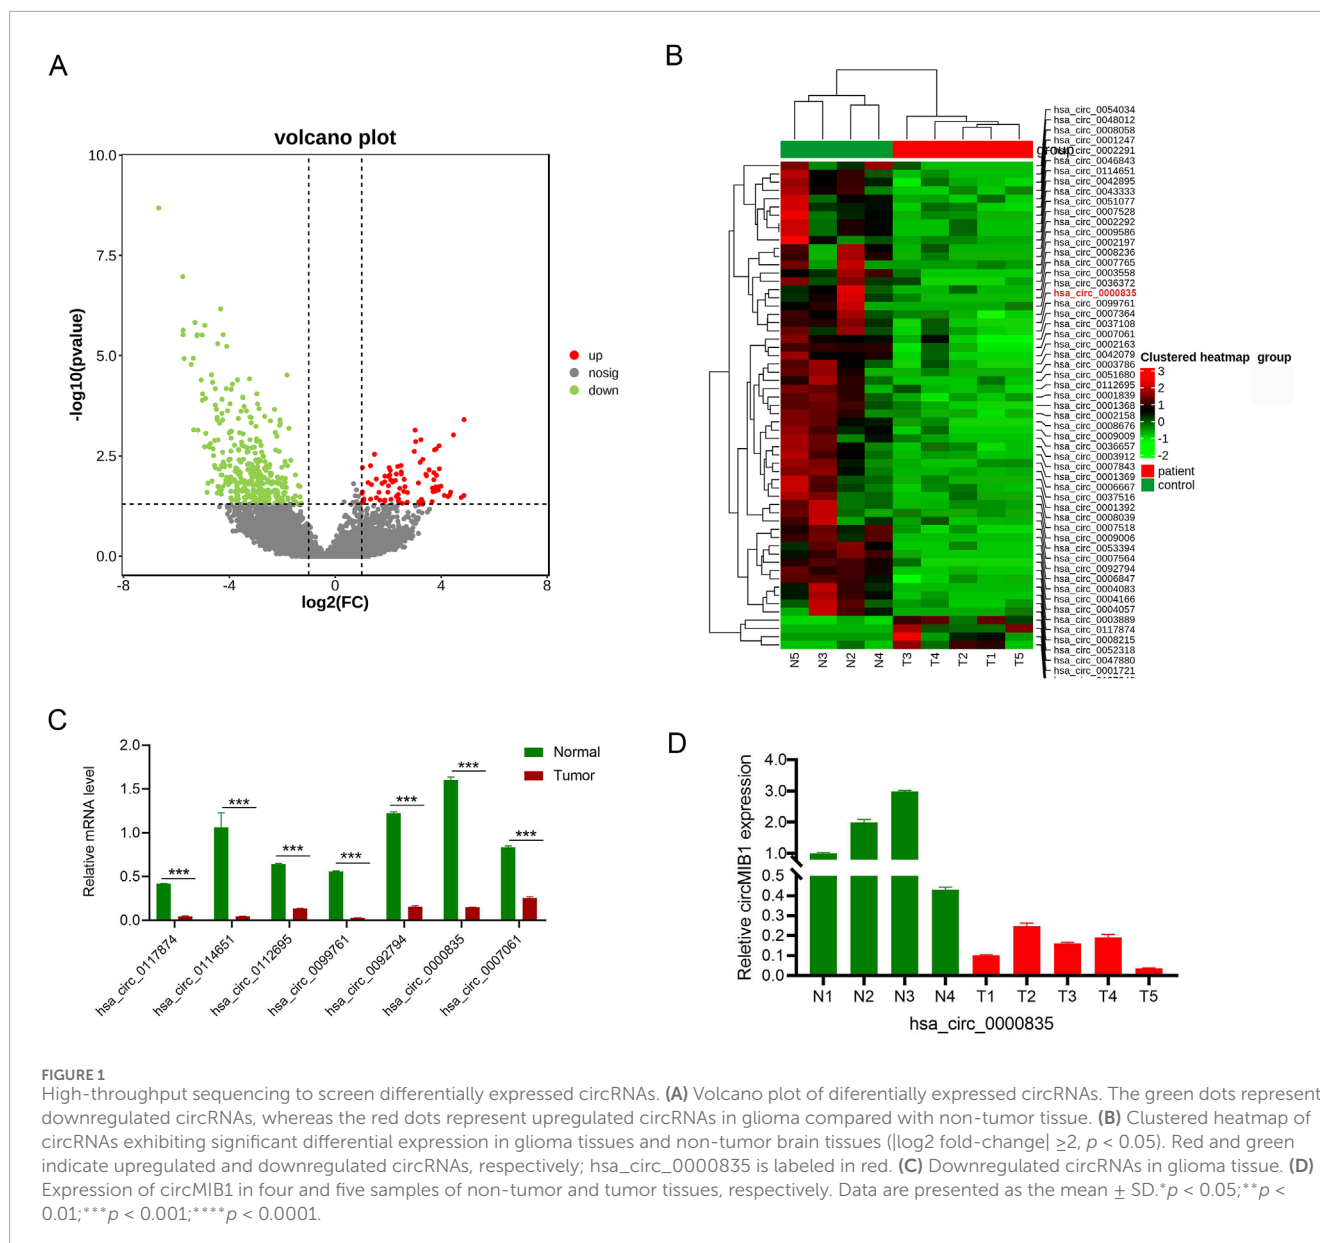 A
volcano plot
10.0
7.5
5.0
2.5
0.0
-log10(pvalue)
-8
-4
0
4
8
log2(FC)
up
nosig
down
B
group
hsa_circ_0054034
hsa_circ_0048012
hsa_circ_0008058
hsa_circ_0001247
hsa_circ_0002291
hsa_circ_0046843
hsa_circ_0114651
hsa_circ_0042895
hsa_circ_0043333
hsa_circ_0051077
hsa_circ_0007528
hsa_circ_0002292
hsa_circ_0009586
hsa_circ_0002197
hsa_circ_0008236
hsa_circ_0007765
hsa_circ_0003558
hsa_circ_0036372
hsa_circ_0000835
hsa_circ_0099761
hsa_circ_0007364
hsa_circ_0037108
hsa_circ_0007061
hsa_circ_0002163
hsa_circ_0042079
hsa_circ_0003786
hsa_circ_0051680
hsa_circ_0112695
hsa_circ_0001839
hsa_circ_0001368
hsa_circ_0002158
hsa_circ_0008676
hsa_circ_0009009
hsa_circ_0036657
hsa_circ_0003912
hsa_circ_0007843
hsa_circ_0001369
hsa_circ_0006667
hsa_circ_0037516
hsa_circ_0001392
hsa_circ_0008039
hsa_circ_0007518
hsa_circ_0009006
hsa_circ_0053394
hsa_circ_0007564
hsa_circ_0092794
hsa_circ_0006847
hsa_circ_0004083
hsa_circ_0004166
hsa_circ_0004057
hsa_circ_0003889
hsa_circ_0117874
hsa_circ_0008215
hsa_circ_0052318
hsa_circ_0047880
hsa_circ_0001721
N5 N3 N2 N4 T3 T4 T2 T1 T5
Clustered heatmap group
3
2
1
0
-1
-2
patient
control
C
Relative mRNA level
2.0
1.5
1.0
0.5
0.0
*** *** *** *** *** *** ***
Normal
Tumor
hsa_circ_0117874
hsa_circ_0114651
hsa_circ_0112695
hsa_circ_0099761
hsa_circ_0092794
hsa_circ_0000835
hsa_circ_0007061
D
Reletive circMIB1 expression
4.0
3.0
2.0
1.0
0.5
0.4
0.3
0.2
0.1
0.0
N1 N2 N3 N4 T1 T2 T3 T4 T5
hsa_circ_0000835
FIGURE 1
High-throughput sequencing to screen differentially expressed circRNAs. (A) Volcano plot of diferentially expressed circRNAs. The green dots represent
downregulated circRNAs, whereas the red dots represent upregulated circRNAs in glioma compared with non-tumor tissue. (B) Clustered heatmap of
circRNAs exhibiting significant differential expression in glioma tissues and non-tumor brain tissues (|log2 fold-change| ≥2, p < 0.05). Red and green
indicate upregulated and downregulated circRNAs, respectively; hsa_circ_0000835 is labeled in red. (C) Downregulated circRNAs in glioma tissue. (D)
Expression of circMIB1 in four and five samples of non-tumor and tumor tissues, respectively. Data are presented as the mean ± SD.*p < 0.05;**p <
0.01;***p < 0.001;****p < 0.0001.